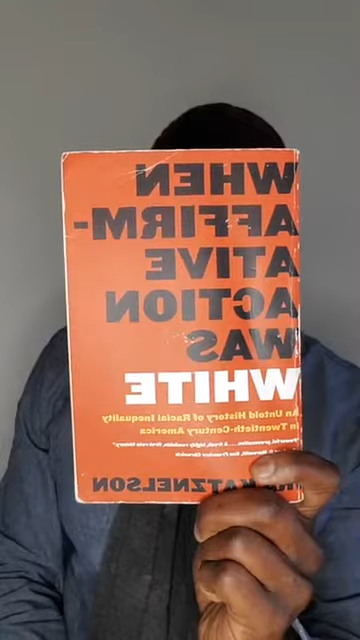 WHEN
AFFIRM-
ATIVE
ACTION
WAS
WHITE
An Untold History of Racial Inequality
in Twentieth-Century America
KATZNELSON